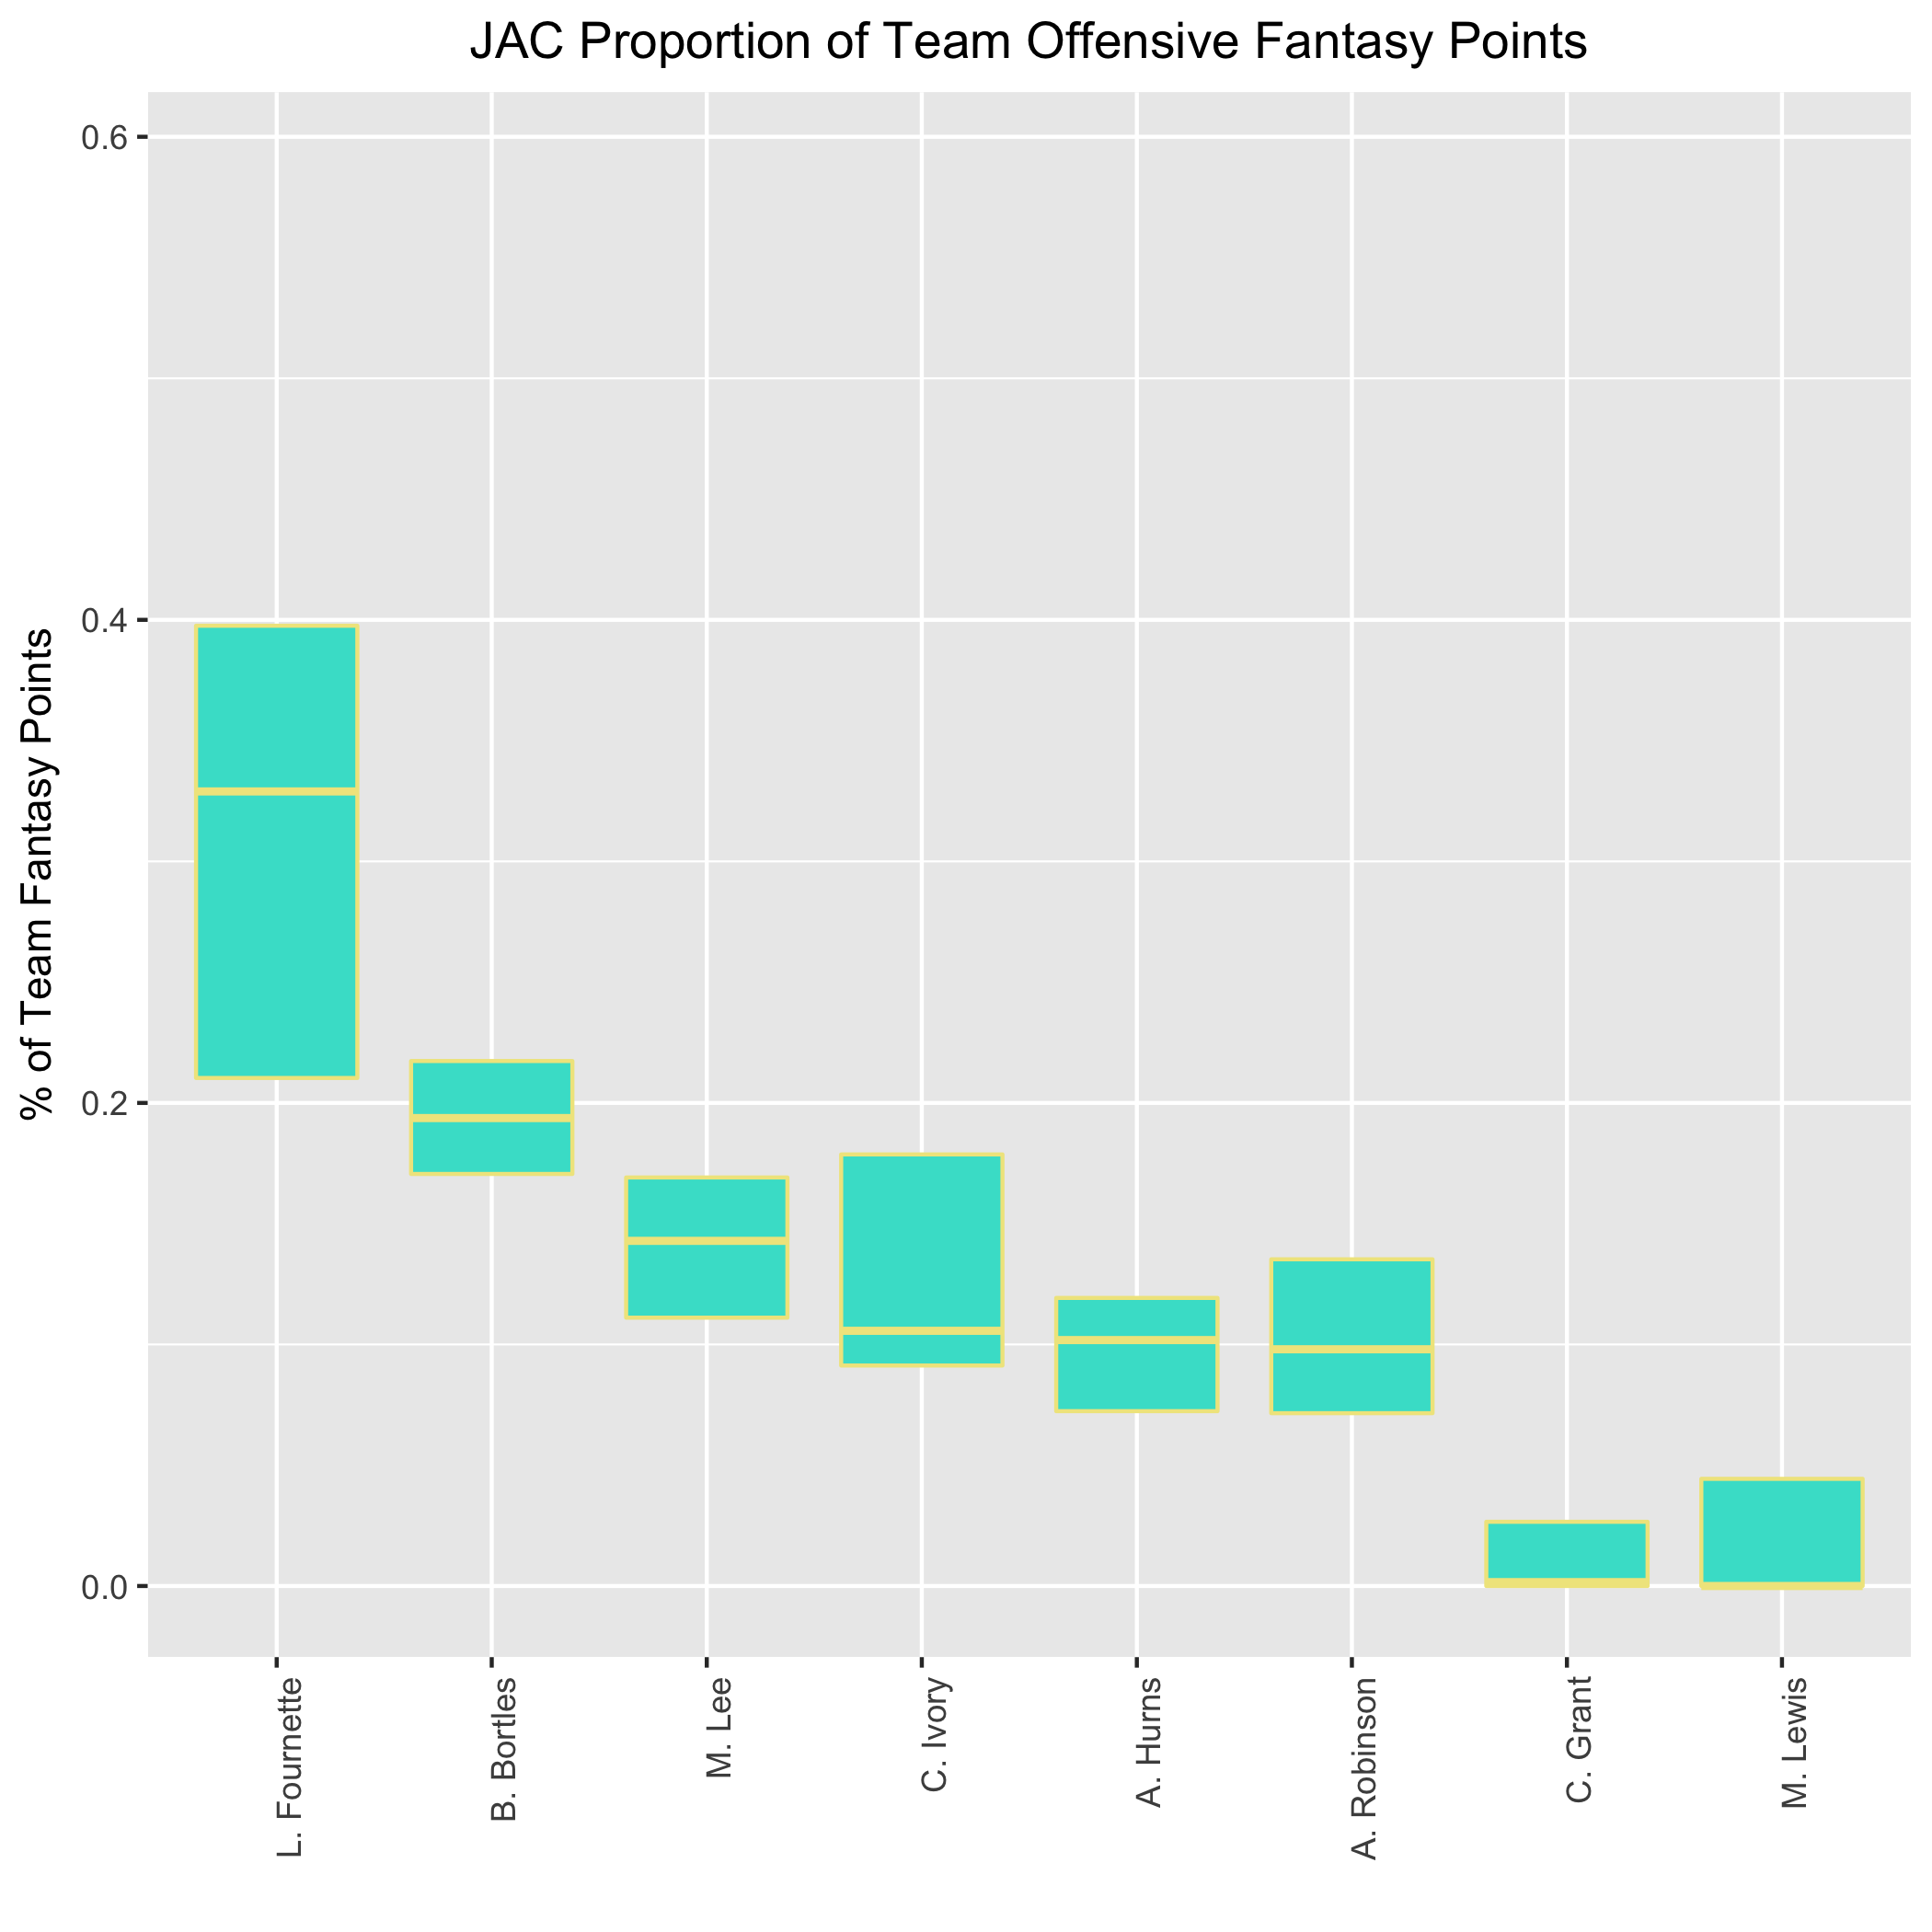 JAC Proportion of Team Offensive Fantasy Points
% of Team Fantasy Points
0.6
0.4
0.2
0.0
L. Fournette
B. Bortles
M. Lee
C. Ivory
A. Hurns
A. Robinson
C. Grant
M. Lewis